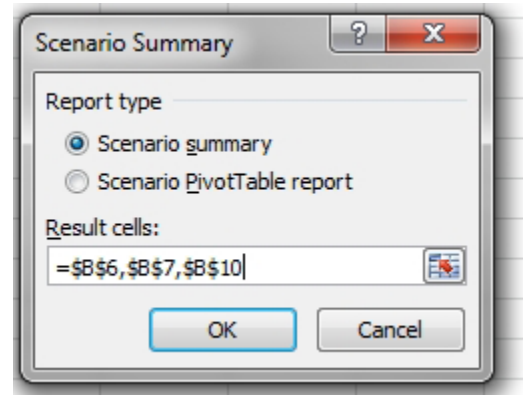 Scenario Summary
?
Report type
Scenario summary
Scenario PivotTable report
Result cells:
=$B$6,$B$7,$B$10
OK
Cancel